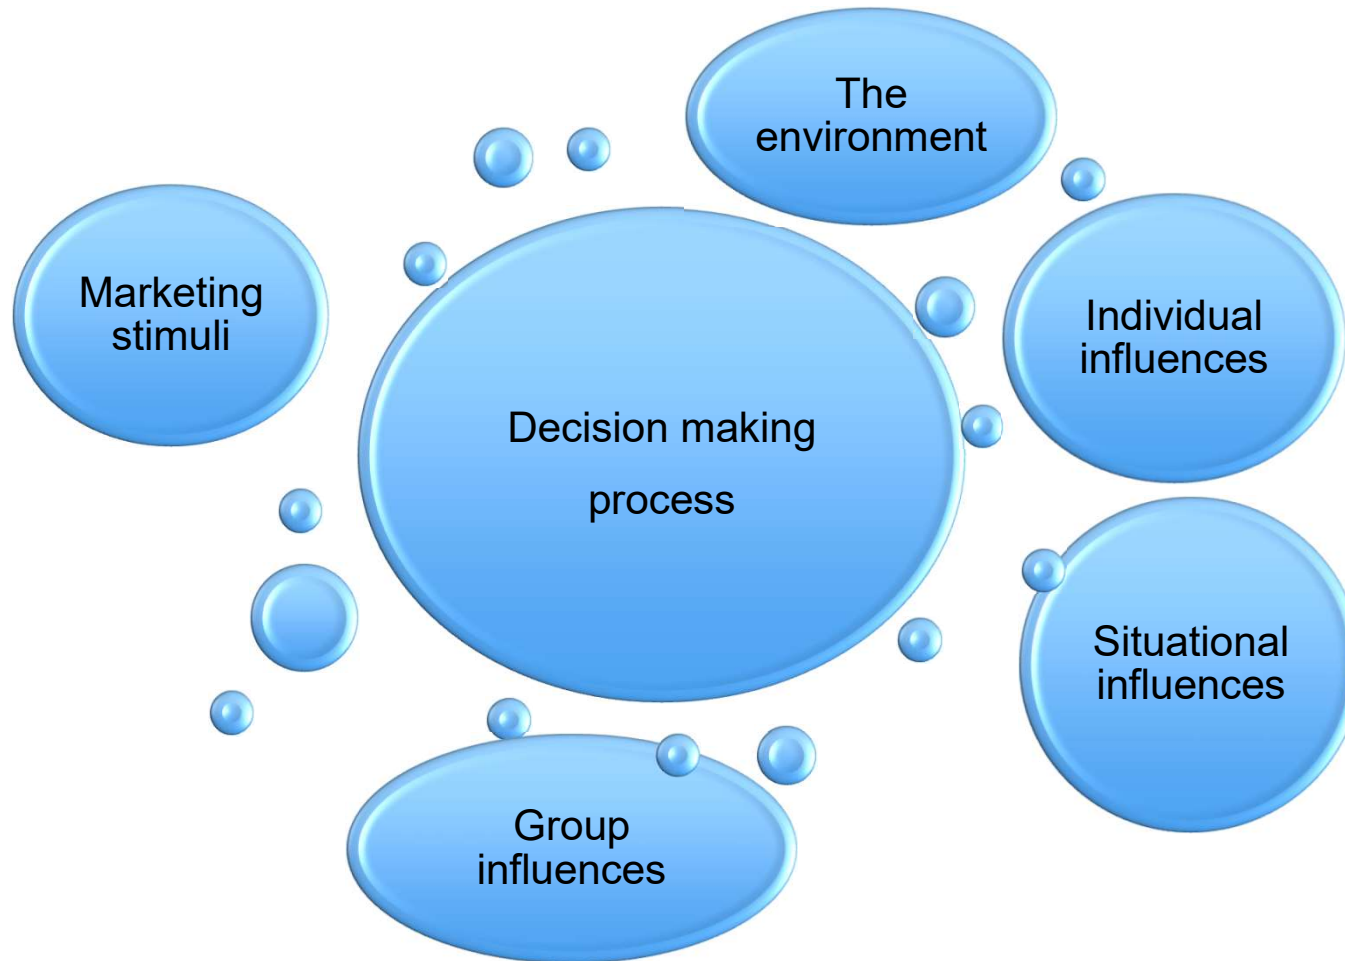 The
environment
Marketing
stimuli
Individual
influences
Decision making
process
Situational
influences
Group
influences